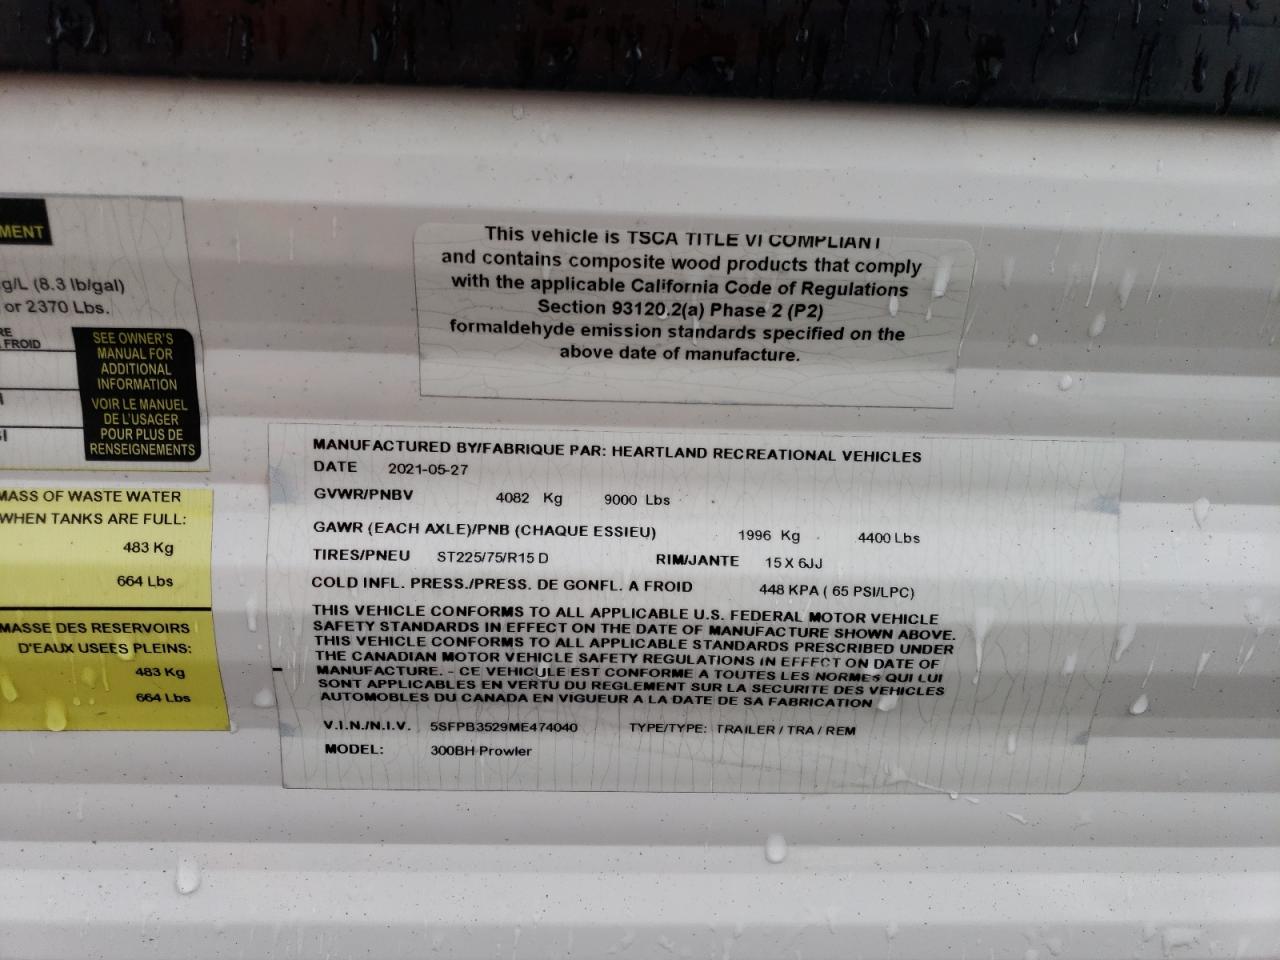 MENT
g/L (8.3 lb/gal)
or 2370 Lbs.
RE
FROID
SEE OWNER'S
MANUAL FOR
ADDITIONAL
INFORMATION
VOIR LE MANUEL
DE L'USAGER
POUR PLUS DE
RENSEIGNEMENTS
MASS OF WASTE WATER
WHEN TANKS ARE FULL:
483 Kg
664 Lbs
MASSE DES RESERVOIRS
D'EAUX USEES PLEINS:
483 Kg
664 Lbs
This vehicle is TSCA TITLE VI COMPLIANT
and contains composite wood products that comply
with the applicable California Code of Regulations
Section 93120.2(a) Phase 2 (P2)
formaldehyde emission standards specified on the
above date of manufacture.
MANUFACTURED BY/FABRIQUE PAR: HEARTLAND RECREATIONAL VEHICLES
DATE 2021-05-27
GVWR/PNBV 4082 Kg 9000 Lbs
GAWR (EACH AXLE)/PNB (CHAQUE ESSIEU) 1996 Kg 4400 Lbs
TIRES/PNEU ST225/75/R15 D RIM/JANTE 15 X 6JJ
COLD INFL. PRESS./PRESS. DE GONFL. A FROID 448 KPA ( 65 PSI/LPC)
THIS VEHICLE CONFORMS TO ALL APPLICABLE U.S. FEDERAL MOTOR VEHICLE
SAFETY STANDARDS IN EFFECT ON THE DATE OF MANUFACTURE SHOWN ABOVE.
THIS VEHICLE CONFORMS TO ALL APPLICABLE STANDARDS PRESCRIBED UNDER
THE CANADIAN MOTOR VEHICLE SAFETY REGULATIONS IN EFFECT ON DATE OF
MANUFACTURE. - CE VEHICULE EST CONFORME A TOUTES LES NORMES QUI LUI
SONT APPLICABLES EN VERTU DU REGLEMENT SUR LA SECURITE DES VEHICLES
AUTOMOBILES DU CANADA EN VIGUEUR A LA DATE DE SA FABRICATION
V.I.N./N.I.V. 5SFPB3529ME474040 TYPE/TYPE: TRAILER / TRA / REM
MODEL: 300BH Prowler